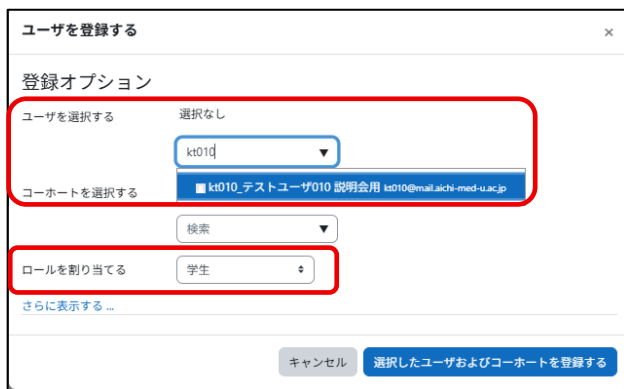 ユーザを登録する ×
登録オプション
ユーザを選択する 選択なし
kt010 ▼
kt010_テストユーザ010 説明会用 kt010@mail.aichi-med-u.ac.jp
コーホートを選択する
検索 ▼
ロールを割り当てる 学生
さらに表示する ...
キャンセル 選択したユーザおよびコーホートを登録する